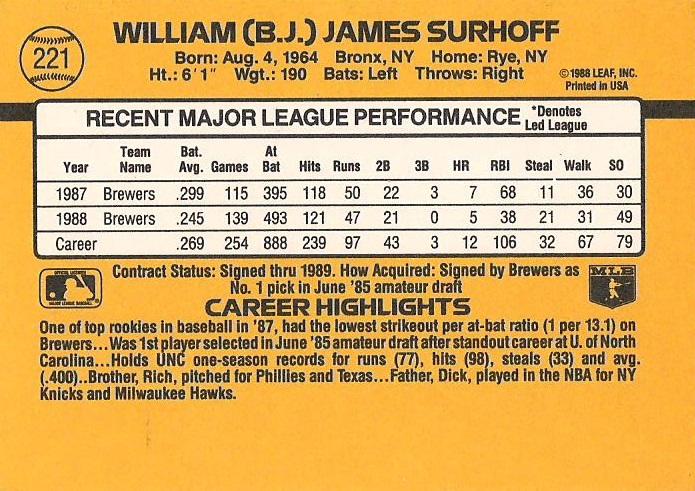 221
WILLIAM (B.J.) JAMES SURHOFF
Born: Aug. 4, 1964 Bronx, NY Home: Rye, NY
Ht.: 6'1" Wgt.: 190 Bats: Left Throws: Right
© 1988 LEAF, INC.
Printed in USA
RECENT MAJOR LEAGUE PERFORMANCE *Denotes Led League
Year Team Name Bat. Avg. Games At Bat Hits Runs 2B 3B HR RBI Steal Walk SO
1987 Brewers .299 115 395 118 50 22 3 7 68 11 36 30
1988 Brewers .245 139 493 121 47 21 0 5 38 21 31 49
Career .269 254 888 239 97 43 3 12 106 32 67 79
OFFICIAL LICENSEE
MAJOR LEAGUE BASEBALL
Contract Status: Signed thru 1989. How Acquired: Signed by Brewers as
No. 1 pick in June '85 amateur draft
MLB
CAREER HIGHLIGHTS
One of top rookies in baseball in '87, had the lowest strikeout per at-bat ratio (1 per 13.1) on
Brewers...Was 1st player selected in June '85 amateur draft after standout career at U. of North
Carolina...Holds UNC one-season records for runs (77), hits (98), steals (33) and avg.
(.400)..Brother, Rich, pitched for Phillies and Texas...Father, Dick, played in the NBA for NY
Knicks and Milwaukee Hawks.